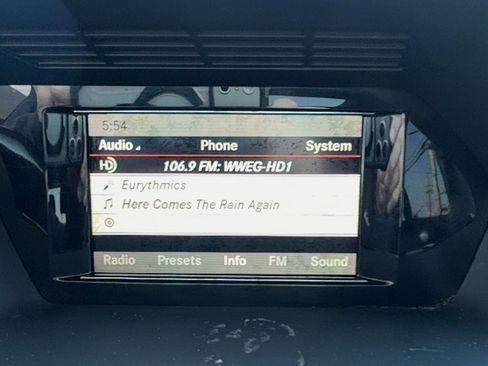 5:54
Audio Phone System
HD 106.9 FM: WWEG-HD1
Eurythmics
Here Comes The Rain Again
Radio Presets Info FM Sound